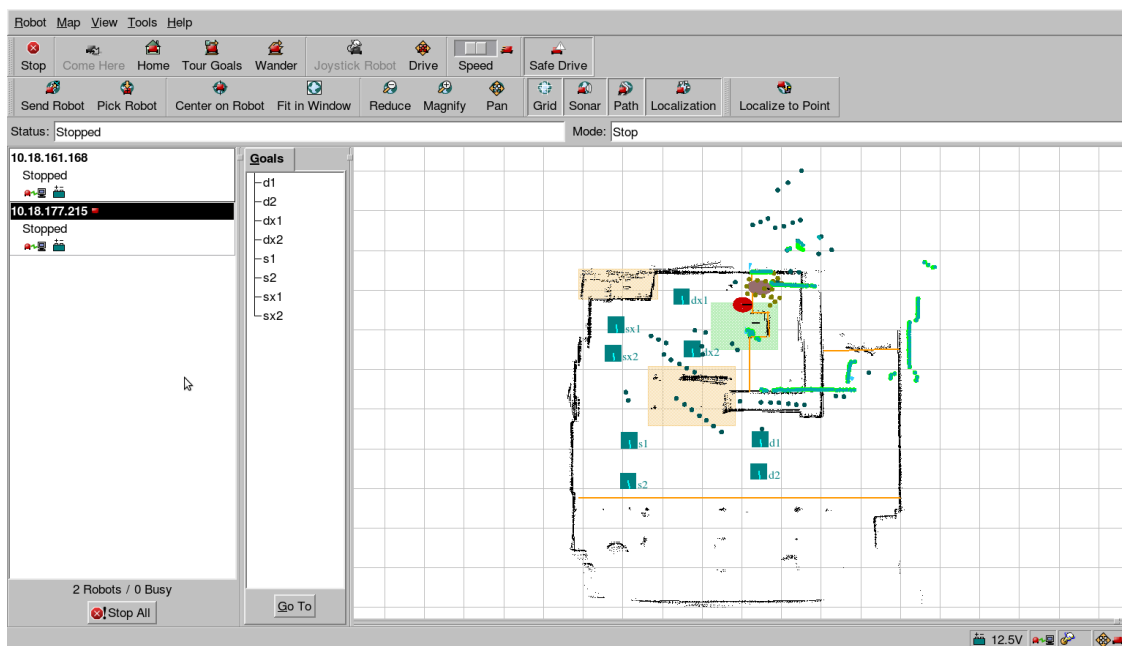 Robot Map View Tools Help
Stop Come Here Home Tour Goals Wander Joystick Robot Drive Speed Safe Drive
Send Robot Pick Robot Center on Robot Fit in Window Reduce Magnify Pan Grid Sonar Path Localization Localize to Point
Status: Stopped Mode: Stop
10.18.161.168
Stopped
10.18.177.215
Stopped
2 Robots / 0 Busy
Stop All
Goals
d1
d2
dx1
dx2
s1
s2
sx1
sx2
Go To
dx1
sx1
dx2
sx2
s1
d1
d2
s2
12.5V